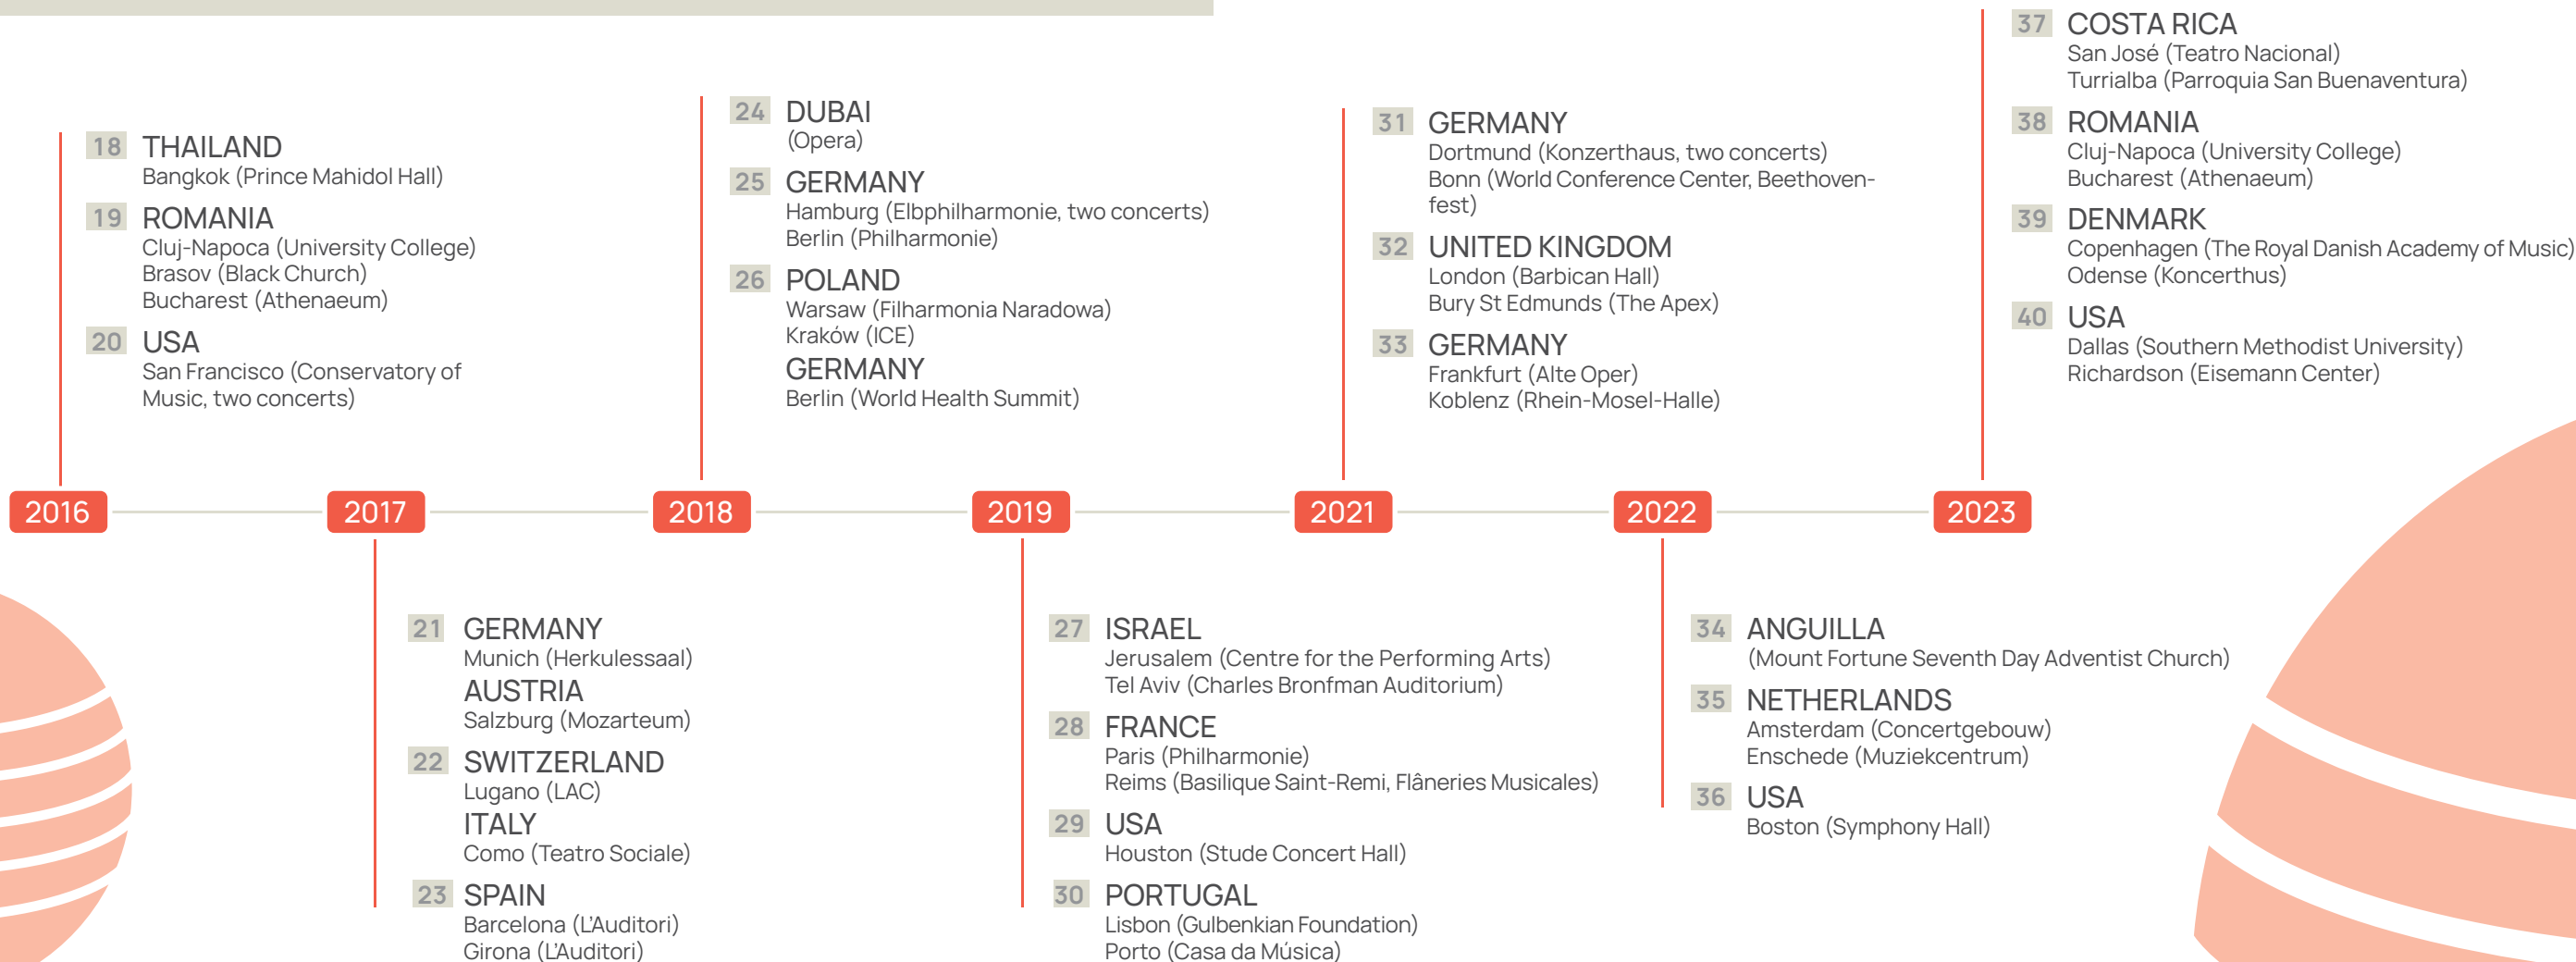 2016
18 THAILAND
Bangkok (Prince Mahidol Hall)
19 ROMANIA
Cluj-Napoca (University College)
Brasov (Black Church)
Bucharest (Athenaeum)
20 USA
San Francisco (Conservatory of
Music, two concerts)
2017
21 GERMANY
Munich (Herkulessaal)
AUSTRIA
Salzburg (Mozarteum)
22 SWITZERLAND
Lugano (LAC)
ITALY
Como (Teatro Sociale)
23 SPAIN
Barcelona (L'Auditori)
Girona (L'Auditori)
2018
24 DUBAI
(Opera)
25 GERMANY
Hamburg (Elbphilharmonie, two concerts)
Berlin (Philharmonie)
26 POLAND
Warsaw (Filharmonia Naradowa)
Kraków (ICE)
GERMANY
Berlin (World Health Summit)
2019
27 ISRAEL
Jerusalem (Centre for the Performing Arts)
Tel Aviv (Charles Bronfman Auditorium)
28 FRANCE
Paris (Philharmonie)
Reims (Basilique Saint-Remi, Flâneries Musicales)
29 USA
Houston (Stude Concert Hall)
30 PORTUGAL
Lisbon (Gulbenkian Foundation)
Porto (Casa da Música)
2021
31 GERMANY
Dortmund (Konzerthaus, two concerts)
Bonn (World Conference Center, Beethoven-
fest)
32 UNITED KINGDOM
London (Barbican Hall)
Bury St Edmunds (The Apex)
33 GERMANY
Frankfurt (Alte Oper)
Koblenz (Rhein-Mosel-Halle)
2022
34 ANGUILLA
(Mount Fortune Seventh Day Adventist Church)
35 NETHERLANDS
Amsterdam (Concertgebouw)
Enschede (Muziekcentrum)
36 USA
Boston (Symphony Hall)
2023
37 COSTA RICA
San José (Teatro Nacional)
Turrialba (Parroquia San Buenaventura)
38 ROMANIA
Cluj-Napoca (University College)
Bucharest (Athenaeum)
39 DENMARK
Copenhagen (The Royal Danish Academy of Music)
Odense (Koncerthus)
40 USA
Dallas (Southern Methodist University)
Richardson (Eisemann Center)